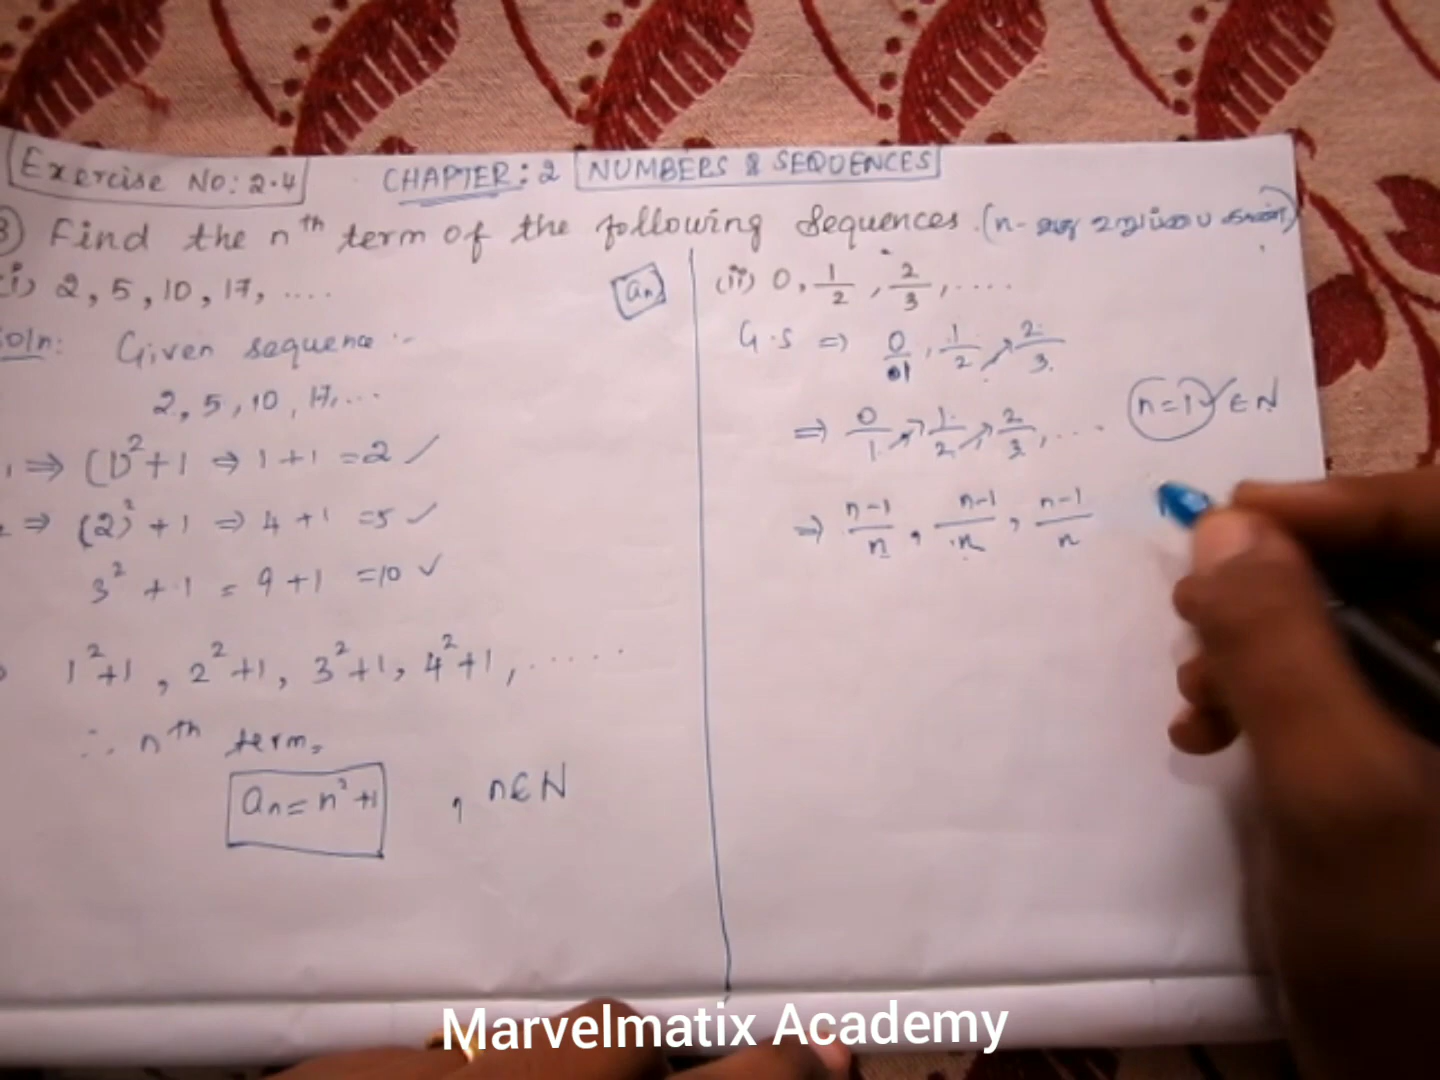 Exercise NO: 2.4
CHAPTER: 2 NUMBERS & SEQUENCES
3) Find the nth term of the following Sequences. (n-வது உறுப்பை காண்)
i) 2, 5, 10, 17, ....
Soln: Given sequence :-
2, 5, 10, 17, ...
1 ⇒ (1)²+1 ⇒ 1+1 =2 ✓
2 ⇒ (2)² + 1 ⇒ 4 +1 =5 ✓
3² + 1 = 9 +1 =10 ✓
1²+1 , 2²+1, 3²+1, 4²+1, .....
∴ nth term,
an = n²+1 , n∈N
an
(ii) 0, 1/2 , 2/3 , ....
G.S ⇒ 0/1 , 1/2 , 2/3
⇒ 0/1 , 1/2 , 2/3 , .... n=1 ✓ ∈ N
⇒ n-1/n , n-1/n , n-1/n
Marvelmatix Academy